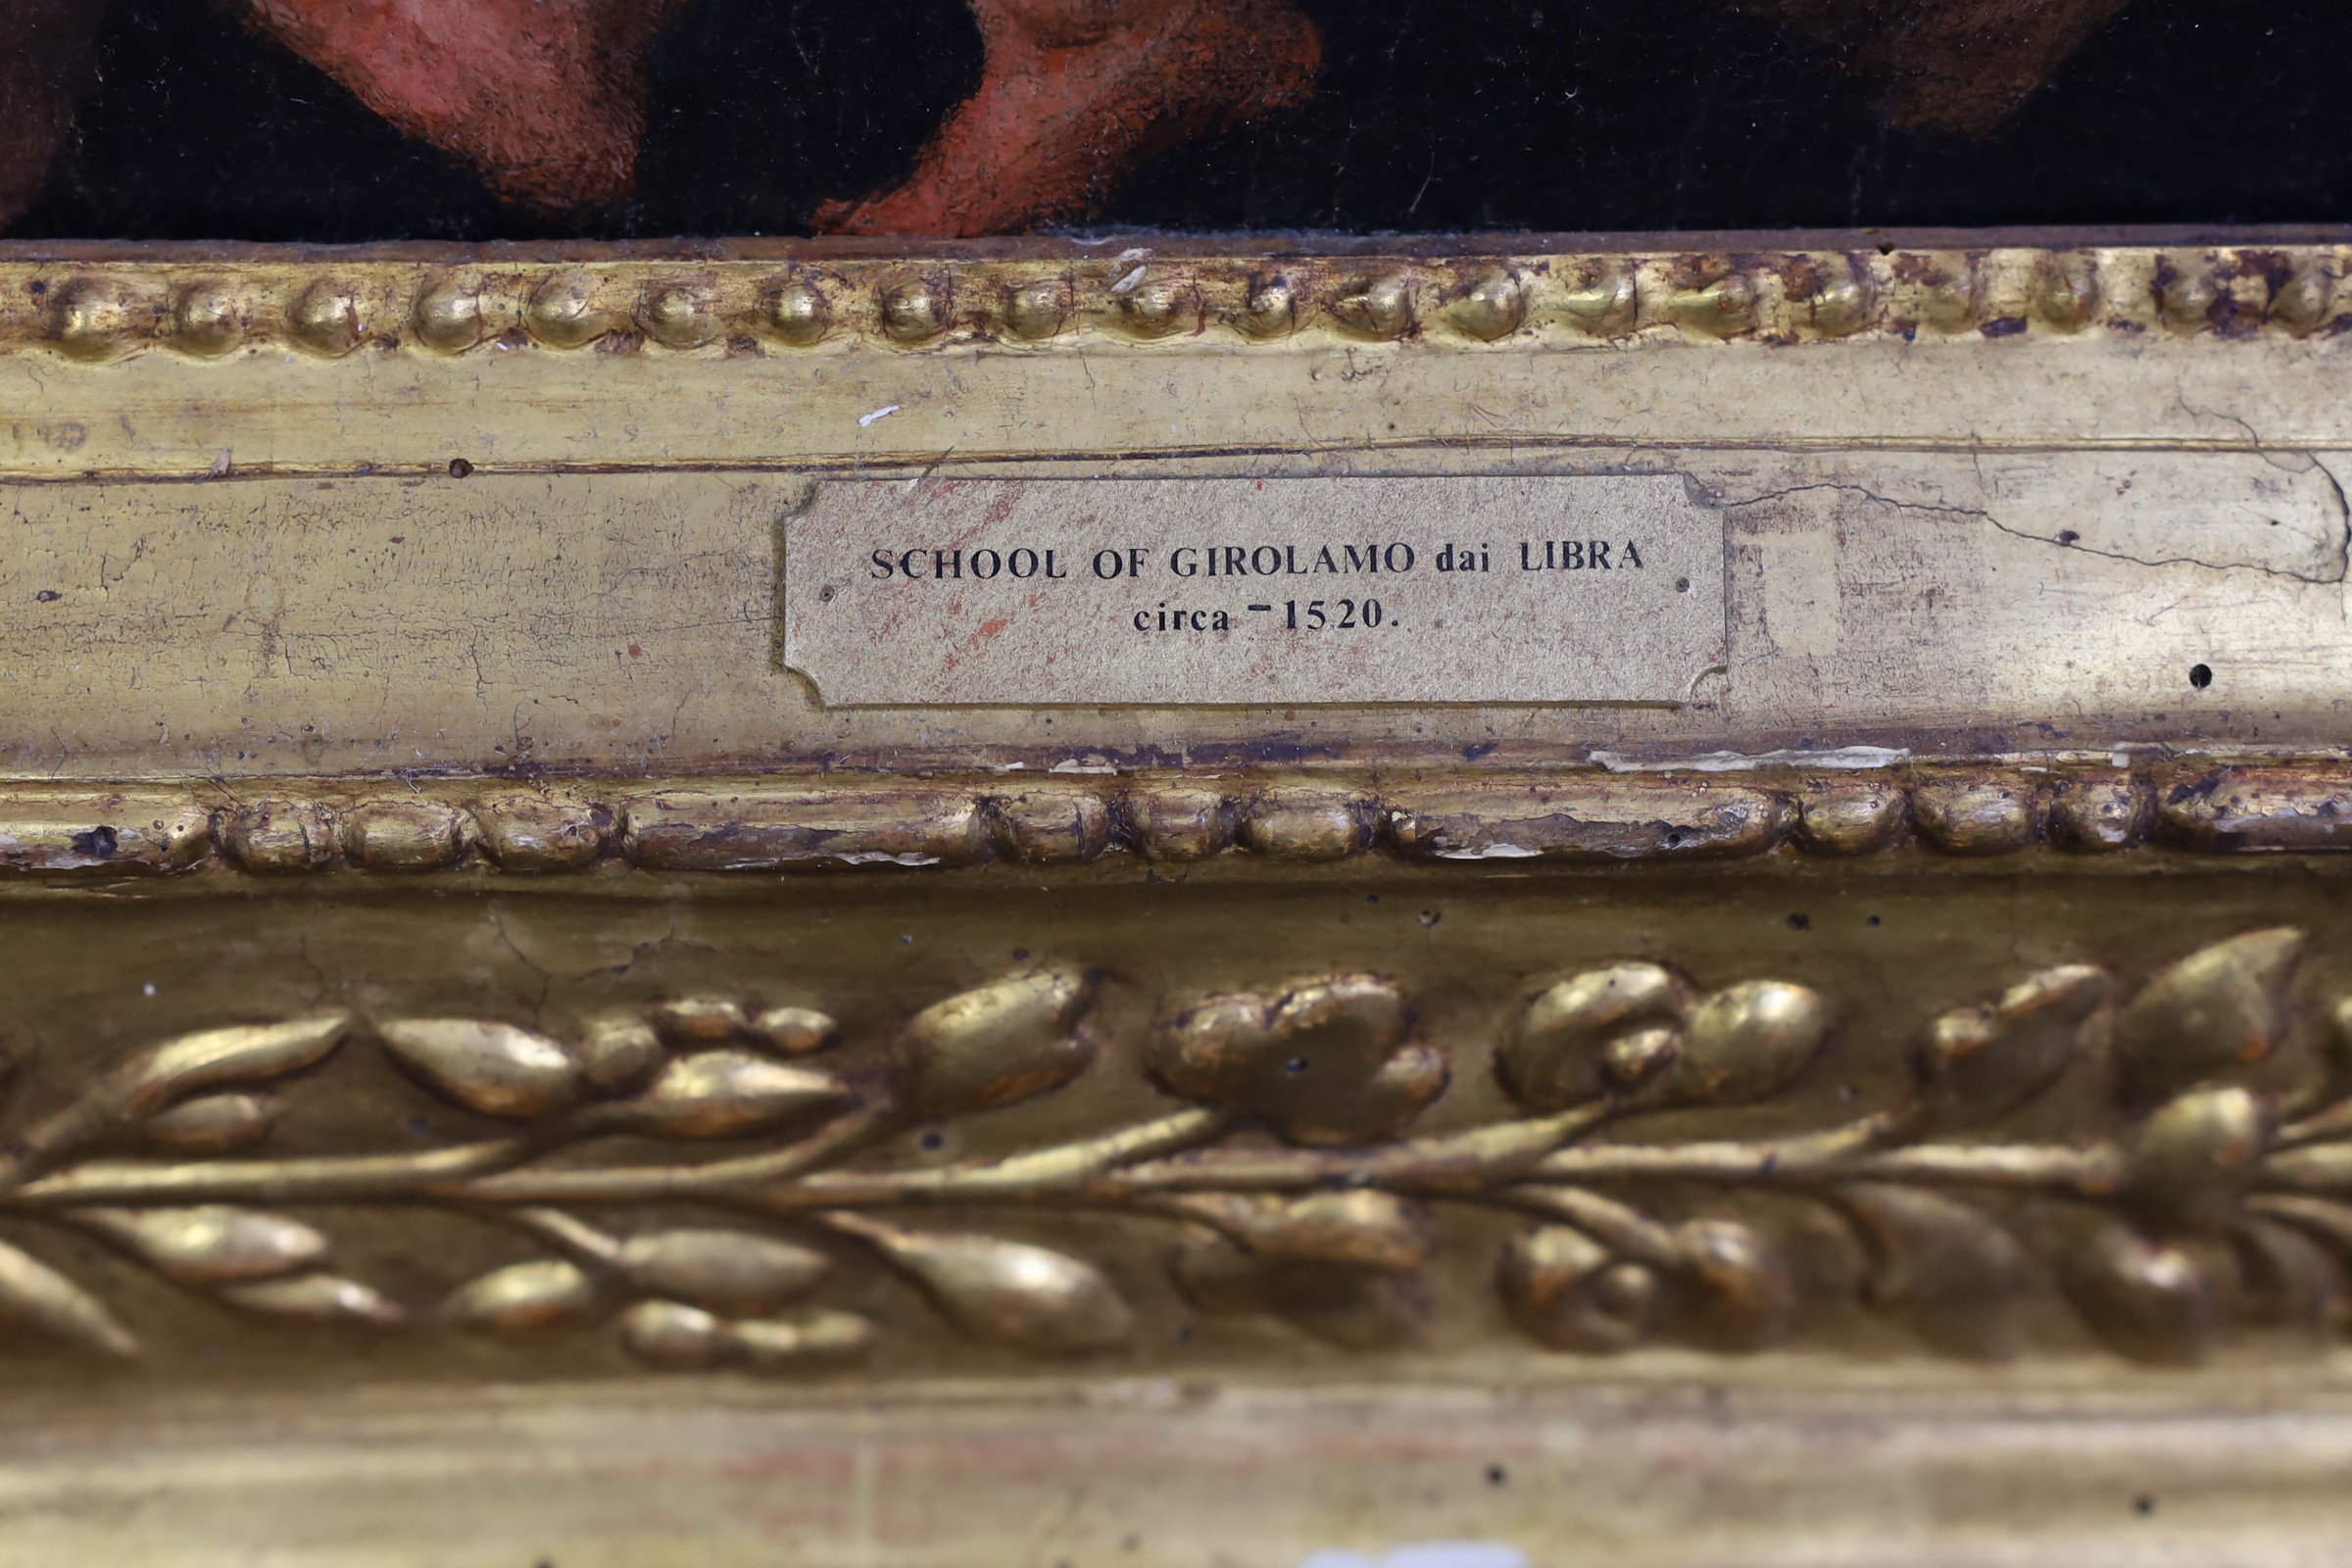 SCHOOL OF GIROLAMO dai LIBRA
circa - 1520.